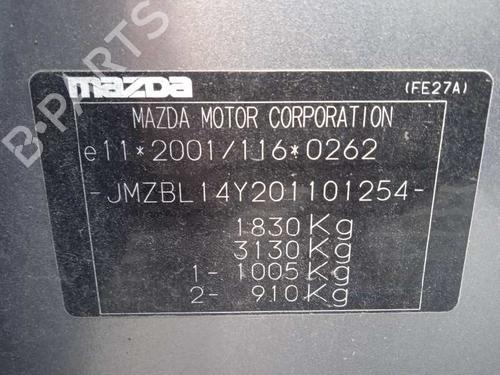 mazda
(FE27A)
MAZDA MOTOR CORPORATION
e11*2001/116*0262
-JMZBL14Y201101254-
1830Kg
3130Kg
1- 1005Kg
2- 910Kg
B-PARTS